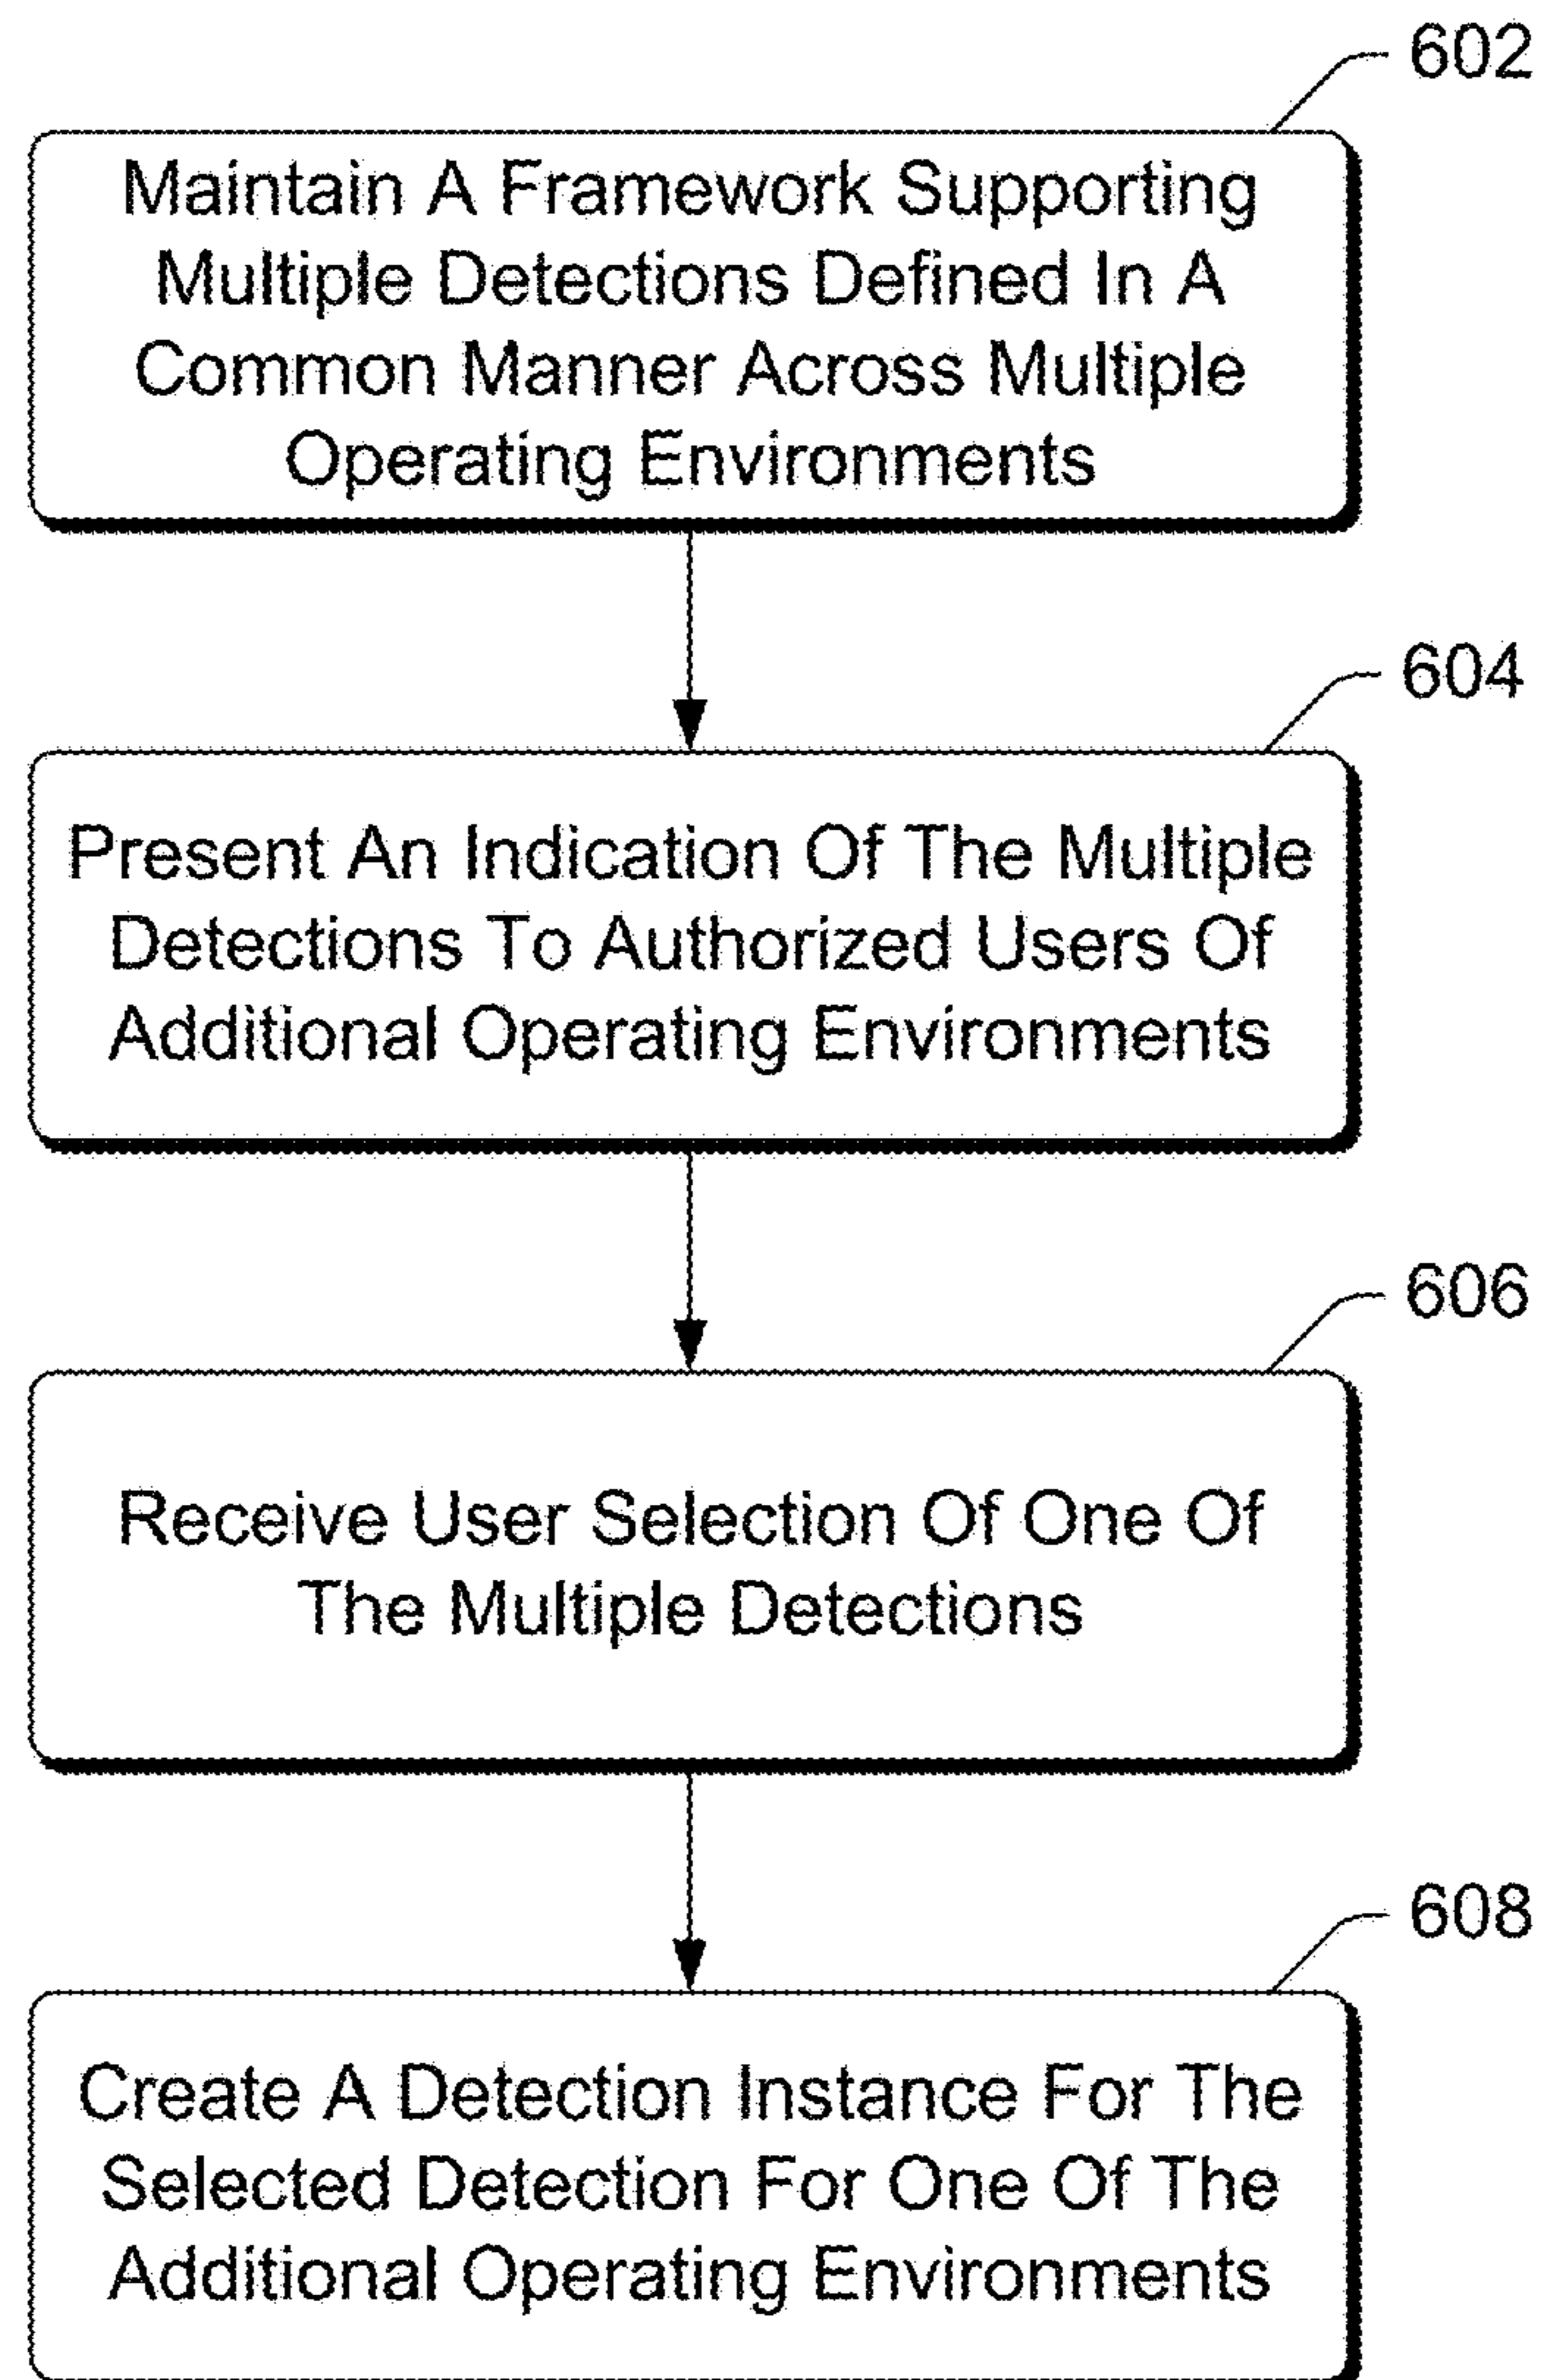 602
Maintain A Framework Supporting
Multiple Detections Defined In A
Common Manner Across Multiple
Operating Environments
604
Present An Indication Of The Multiple
Detections To Authorized Users Of
Additional Operating Environments
606
Receive User Selection Of One Of
The Multiple Detections
608
Create A Detection Instance For The
Selected Detection For One Of The
Additional Operating Environments